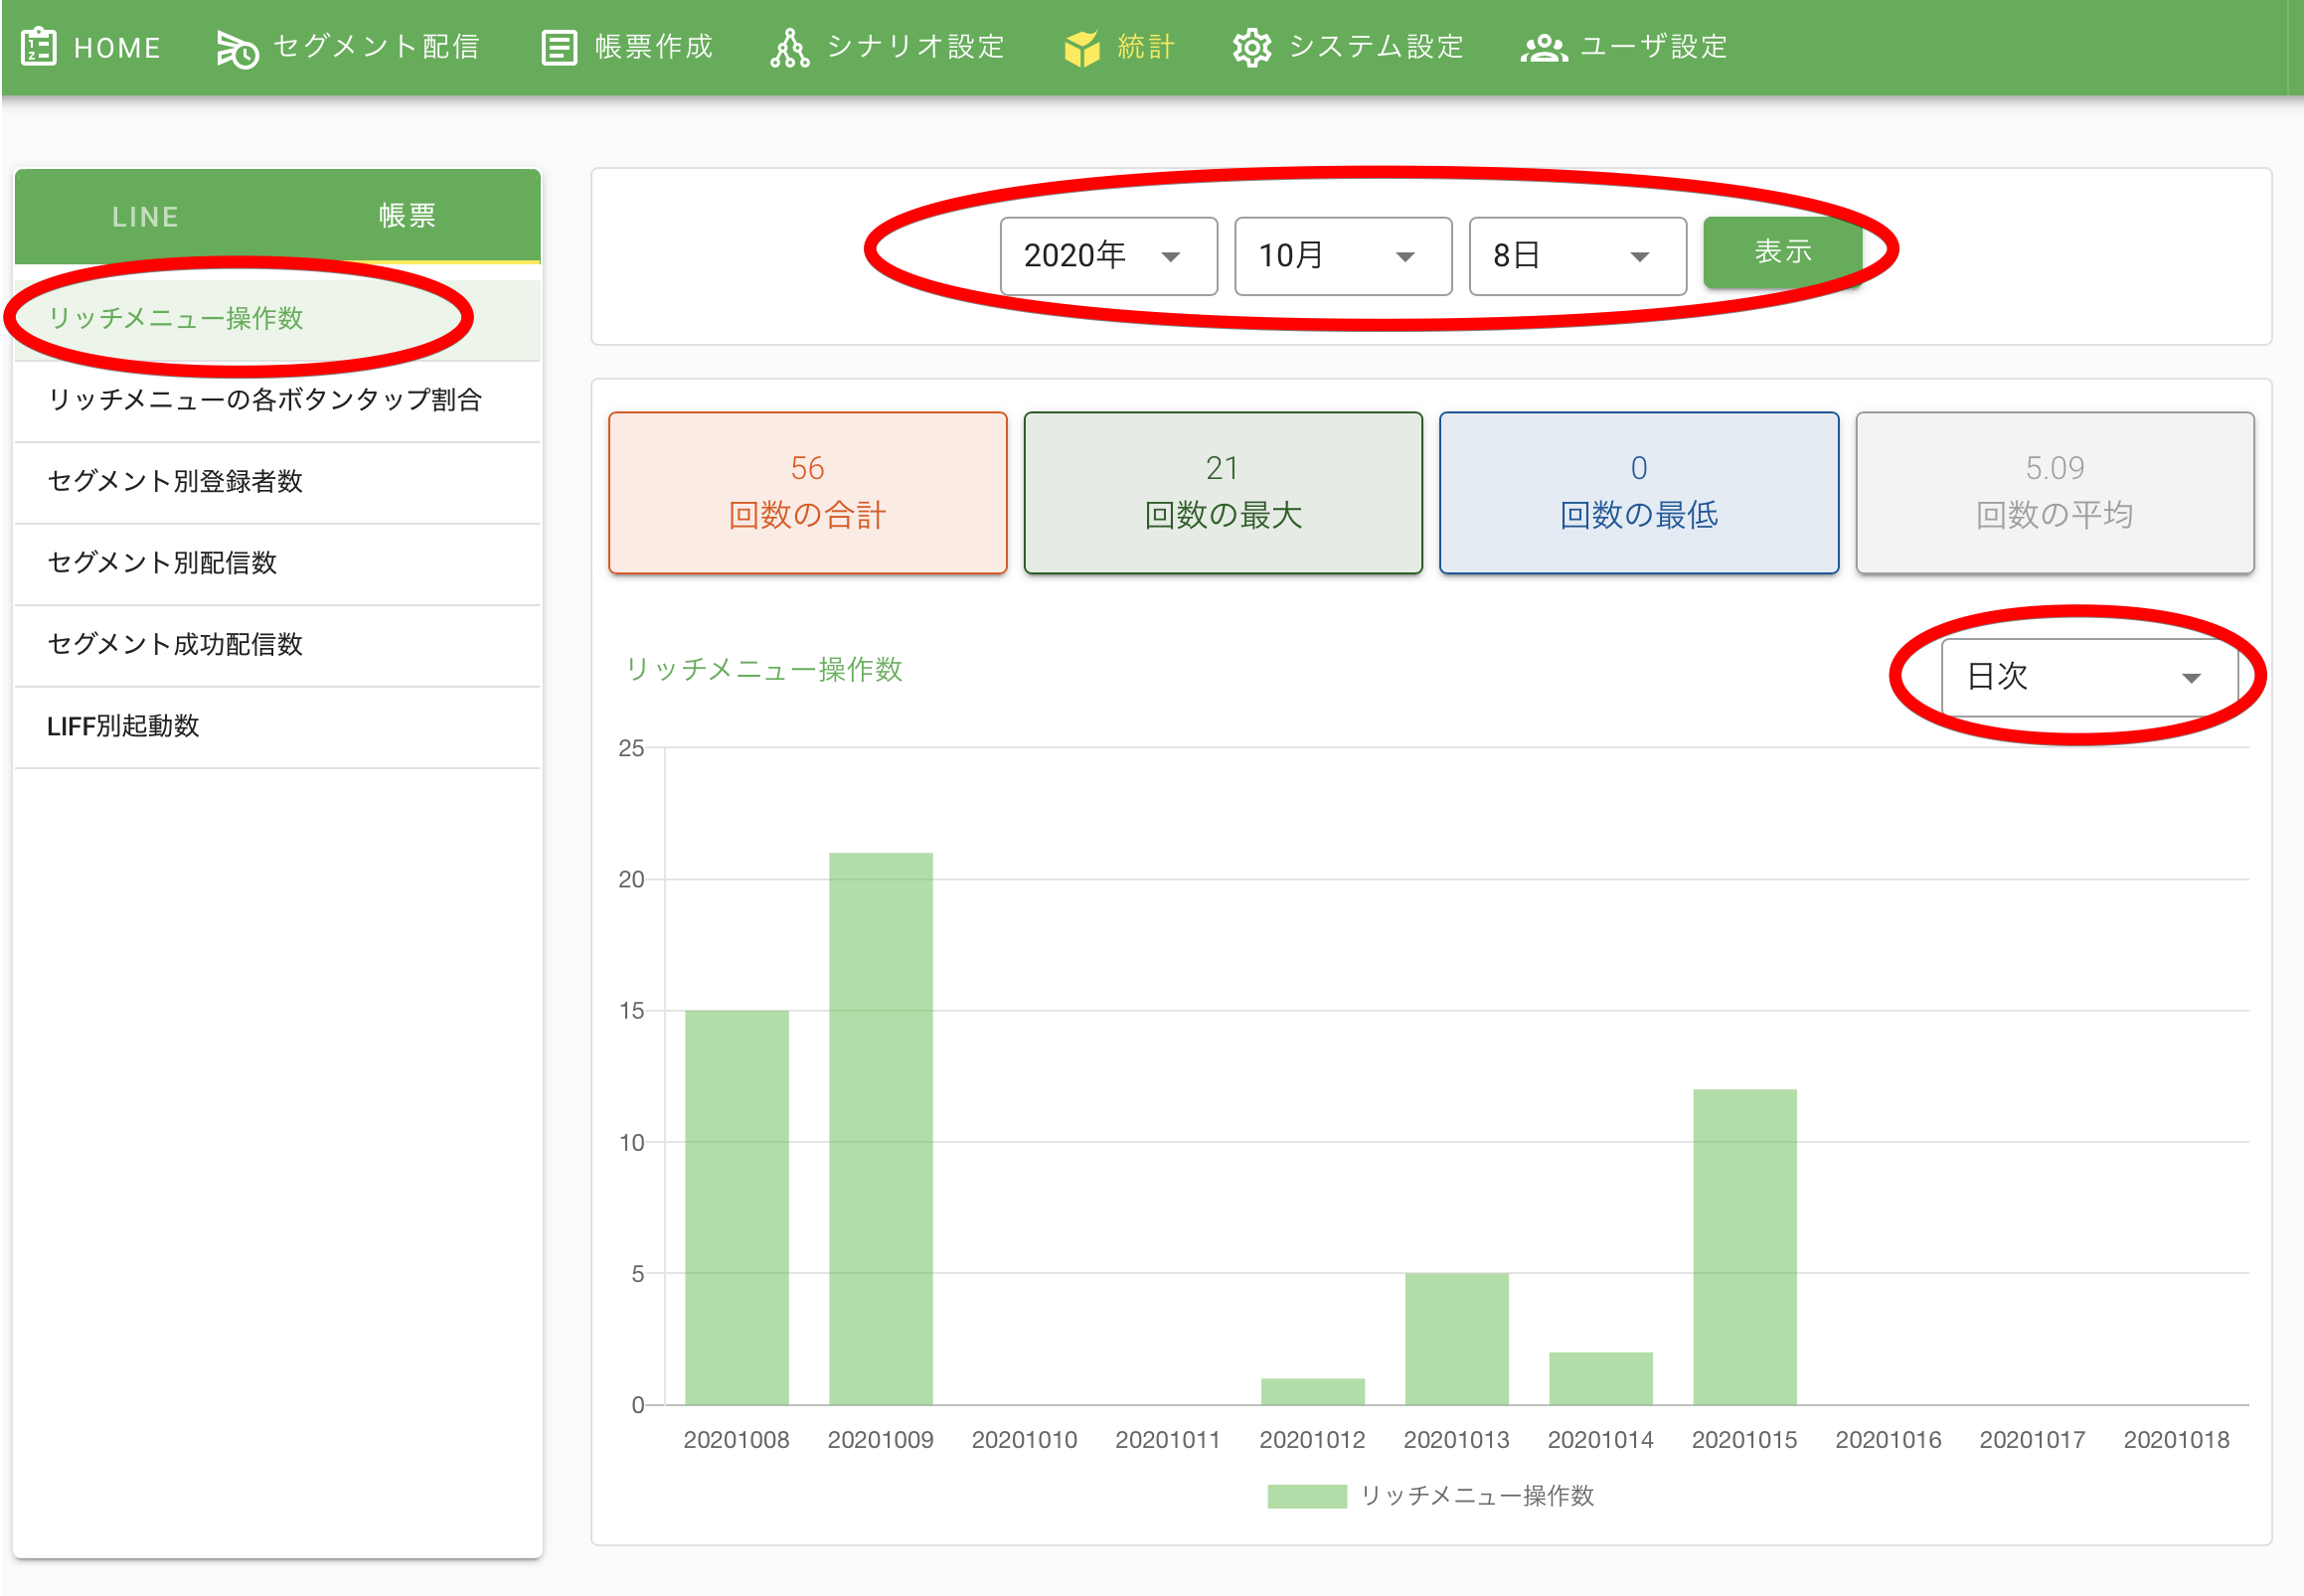 HOME セグメント配信 帳票作成 シナリオ設定 統計 システム設定 ユーザ設定
LINE 帳票
リッチメニュー操作数
リッチメニューの各ボタンタップ割合
セグメント別登録者数
セグメント別配信数
セグメント成功配信数
LIFF別起動数
2020年 10月 8日 表示
56
回数の合計
21
回数の最大
0
回数の最低
5.09
回数の平均
リッチメニュー操作数
日次
25
20
15
10
5
0
20201008 20201009 20201010 20201011 20201012 20201013 20201014 20201015 20201016 20201017 20201018
リッチメニュー操作数